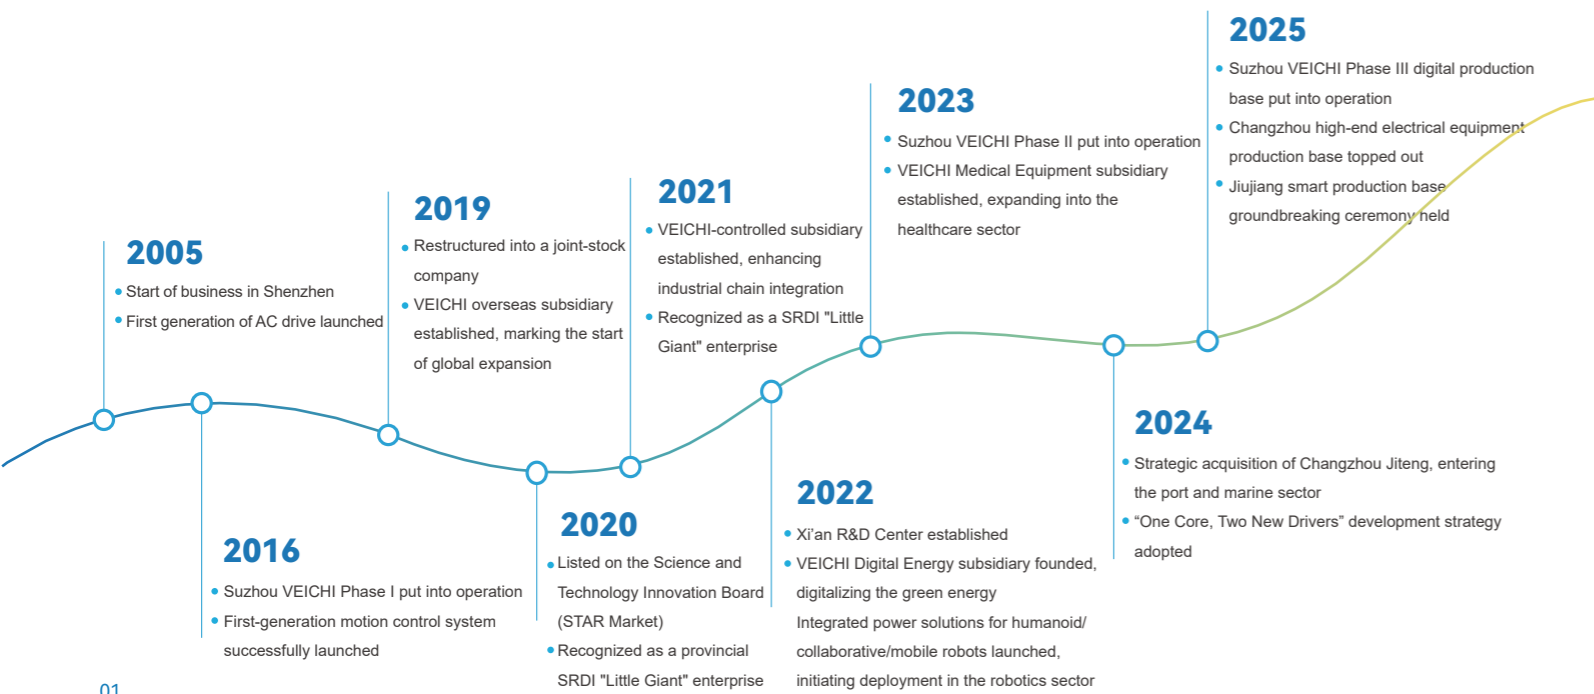 2005
Start of business in Shenzhen
First generation of AC drive launched
2016
Suzhou VEICHI Phase I put into operation
First-generation motion control system
successfully launched
2019
Restructured into a joint-stock
company
VEICHI overseas subsidiary
established, marking the start
of global expansion
2020
Listed on the Science and
Technology Innovation Board
(STAR Market)
Recognized as a provincial
SRDI "Little Giant" enterprise
2021
VEICHI-controlled subsidiary
established, enhancing
industrial chain integration
Recognized as a SRDI "Little
Giant" enterprise
2022
Xi’an R&D Center established
VEICHI Digital Energy subsidiary founded,
digitalizing the green energy
Integrated power solutions for humanoid/
collaborative/mobile robots launched,
initiating deployment in the robotics sector
2023
Suzhou VEICHI Phase II put into operation
VEICHI Medical Equipment subsidiary
established, expanding into the
healthcare sector
2024
Strategic acquisition of Changzhou Jiteng, entering
the port and marine sector
“One Core, Two New Drivers” development strategy
adopted
2025
Suzhou VEICHI Phase III digital production
base put into operation
Changzhou high-end electrical equipment
production base topped out
Jiujiang smart production base
groundbreaking ceremony held
01